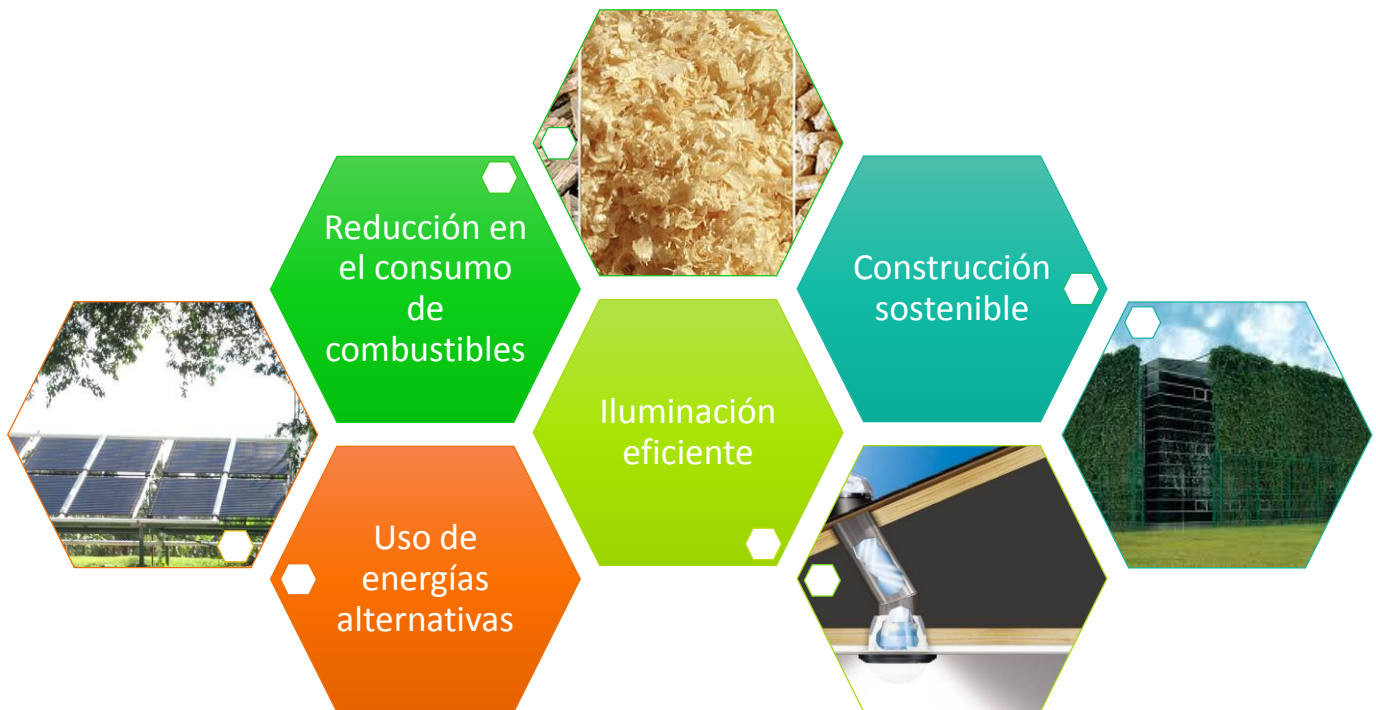 Reducción en
el consumo
de
combustibles
Construcción
sostenible
Iluminación
eficiente
Uso de
energías
alternativas